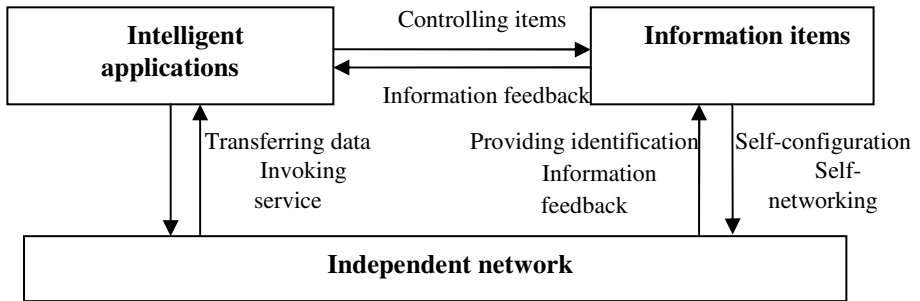 Controlling items
Intelligent
applications
Information items
Information feedback
Transferring data
Invoking
service
Providing identification
Information
feedback
Self-configuration
Self-
networking
Independent network